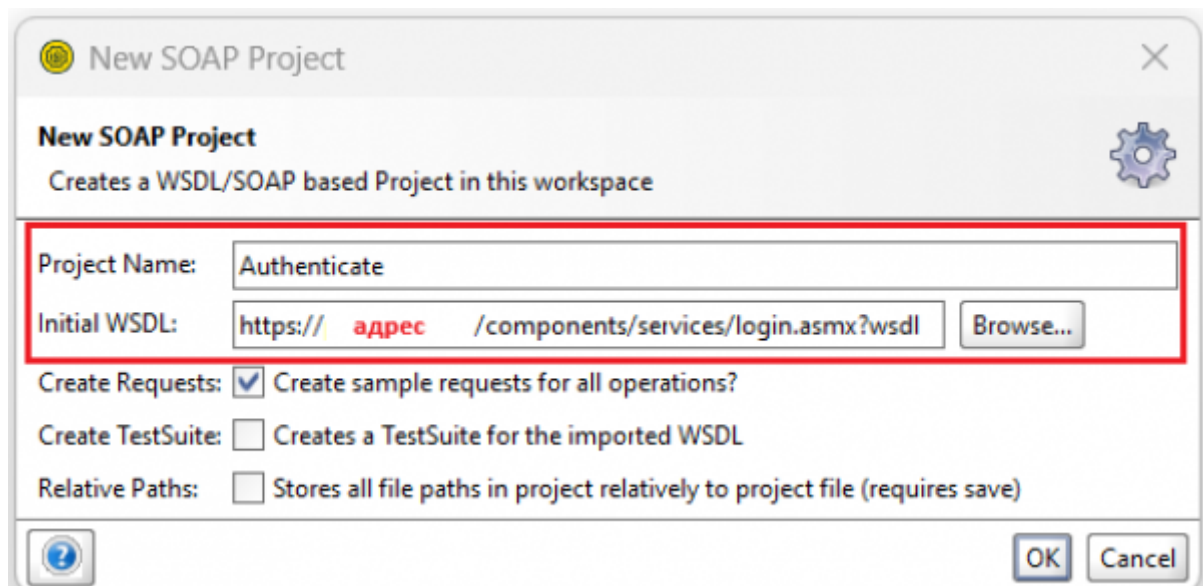 New SOAP Project
New SOAP Project
Creates a WSDL/SOAP based Project in this workspace
Project Name: Authenticate
Initial WSDL: https:// адрес /components/services/login.asmx?wsdl Browse...
Create Requests: Create sample requests for all operations?
Create TestSuite: Creates a TestSuite for the imported WSDL
Relative Paths: Stores all file paths in project relatively to project file (requires save)
? OK Cancel